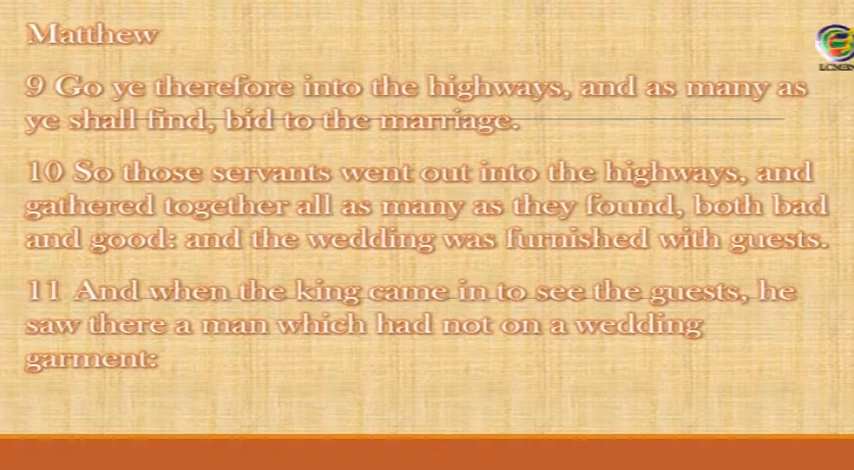 Matthew
9 Go ye therefore into the highways, and as many as
ye shall find, bid to the marriage.
10 So those servants went out into the highways, and
gathered together all as many as they found, both bad
and good: and the wedding was furnished with guests.
11 And when the king came in to see the guests, he
saw there a man which had not on a wedding
garment: